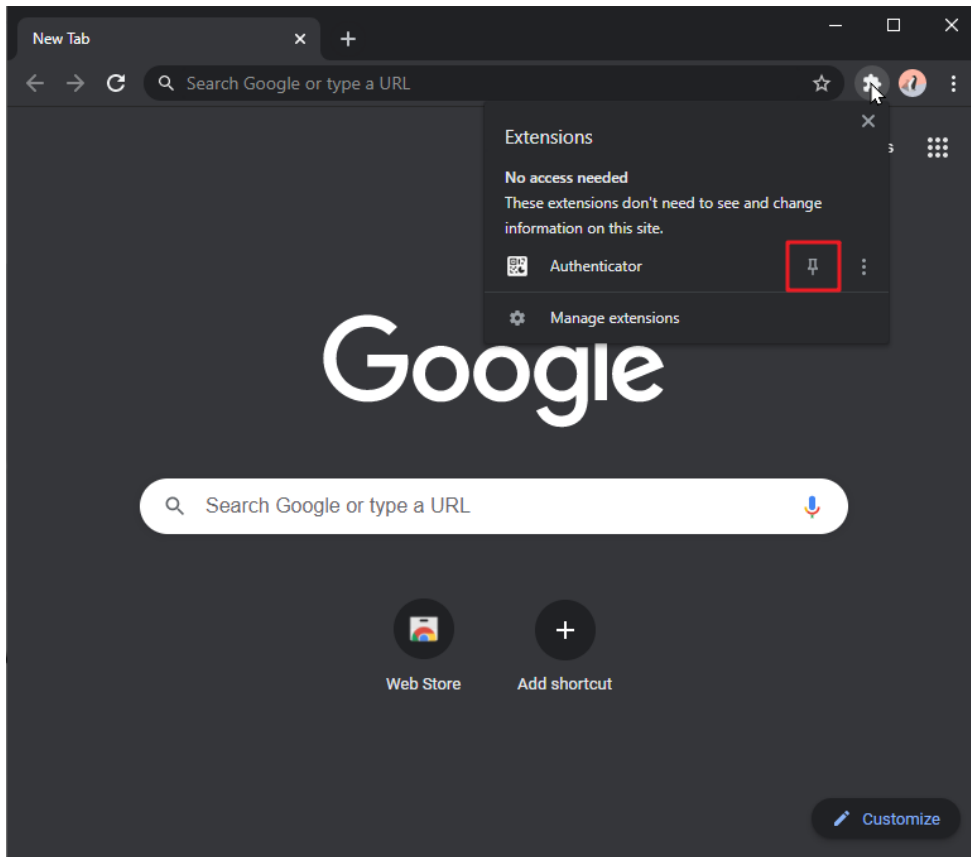 New Tab
Search Google or type a URL
Extensions
s
No access needed
These extensions don't need to see and change
information on this site.
Authenticator
Manage extensions
Google
Search Google or type a URL
Web Store
Add shortcut
Customize